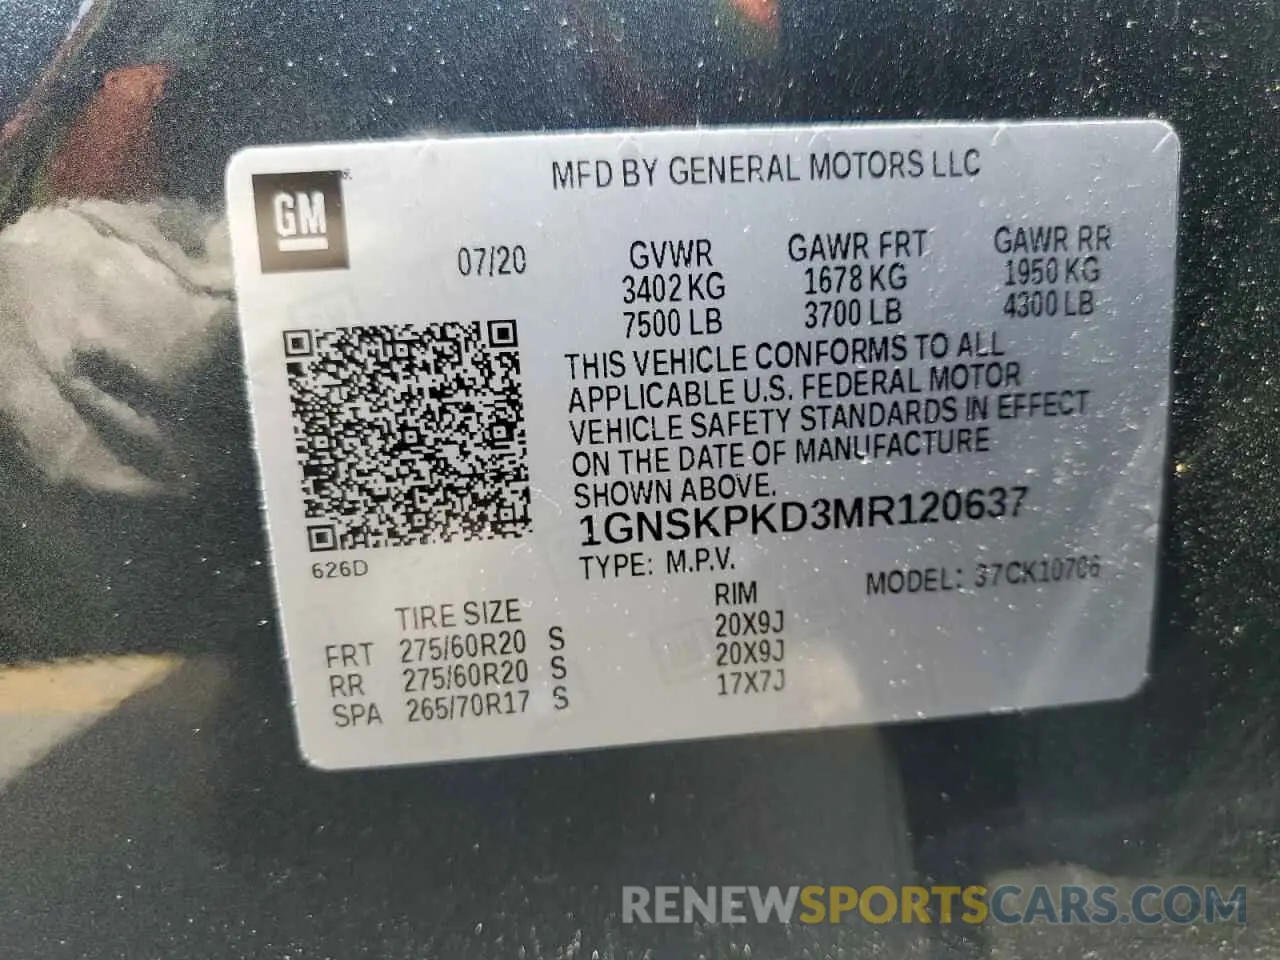 MFD BY GENERAL MOTORS LLC
GM
07/20
GVWR
3402 KG
7500 LB
GAWR FRT
1678 KG
3700 LB
GAWR RR
1950 KG
4300 LB
THIS VEHICLE CONFORMS TO ALL
APPLICABLE U.S. FEDERAL MOTOR
VEHICLE SAFETY STANDARDS IN EFFECT
ON THE DATE OF MANUFACTURE
SHOWN ABOVE.
1GNSKPKD3MR120637
TYPE: M.P.V.
MODEL: 37CK10706
626D
TIRE SIZE RIM
FRT 275/60R20 S 20X9J
RR 275/60R20 S 20X9J
SPA 265/70R17 S 17X7J
RENEWSPORTSCARS.COM